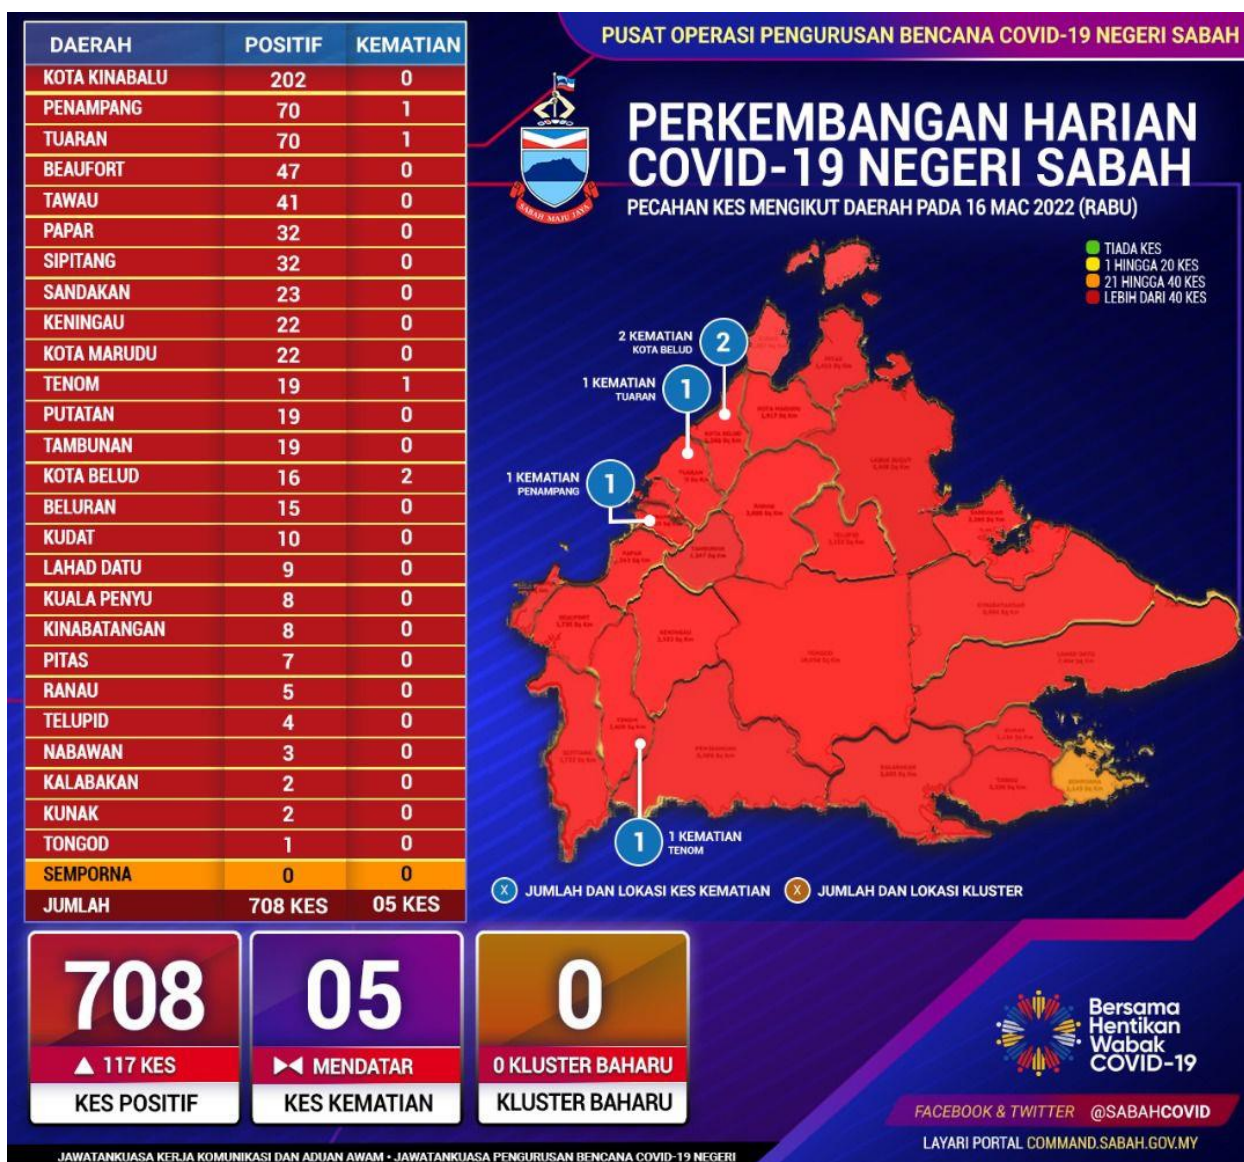 DAERAH POSITIF KEMATIAN
KOTA KINABALU 202 0
PENAMPANG 70 1
TUARAN 70 1
BEAUFORT 47 0
TAWAU 41 0
PAPAR 32 0
SIPITANG 32 0
SANDAKAN 23 0
KENINGAU 22 0
KOTA MARUDU 22 0
TENOM 19 1
PUTATAN 19 0
TAMBUNAN 19 0
KOTA BELUD 16 2
BELURAN 15 0
KUDAT 10 0
LAHAD DATU 9 0
KUALA PENYU 8 0
KINABATANGAN 8 0
PITAS 7 0
RANAU 5 0
TELUPID 4 0
NABAWAN 3 0
KALABAKAN 2 0
KUNAK 2 0
TONGOD 1 0
SEMPORNA 0 0
JUMLAH 708 KES 05 KES
PUSAT OPERASI PENGURUSAN BENCANA COVID-19 NEGERI SABAH
SABAH MAJU JAYA
PERKEMBANGAN HARIAN
COVID-19 NEGERI SABAH
PECAHAN KES MENGIKUT DAERAH PADA 16 MAC 2022 (RABU)
TIADA KES
1 HINGGA 20 KES
21 HINGGA 40 KES
LEBIH DARI 40 KES
2 KEMATIAN
KOTA BELUD
2
1 KEMATIAN
TUARAN
1
1 KEMATIAN
PENAMPANG
1
1
1 KEMATIAN
TENOM
X JUMLAH DAN LOKASI KES KEMATIAN
X JUMLAH DAN LOKASI KLUSTER
708
117 KES
KES POSITIF
05
MENDATAR
KES KEMATIAN
0
0 KLUSTER BAHARU
KLUSTER BAHARU
Bersama
Hentikan
Wabak
COVID-19
FACEBOOK & TWITTER @SABAHCOVID
LAYARI PORTAL COMMAND.SABAH.GOV.MY
JAWATANKUASA KERJA KOMUNIKASI DAN ADUAN AWAM • JAWATANKUASA PENGURUSAN BENCANA COVID-19 NEGERI